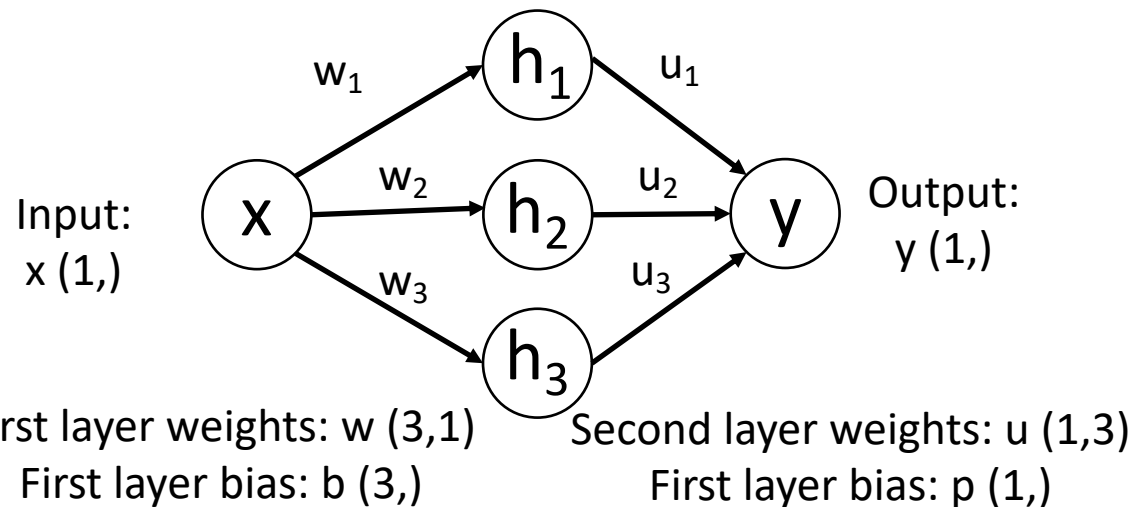 w₁
h₁
u₁
Input:
x (1,)
x
w₂
h₂
u₂
y
Output:
y (1,)
w₃
h₃
u₃
rst layer weights: w (3,1)
First layer bias: b (3,)
Second layer weights: u (1,3)
First layer bias: p (1,)